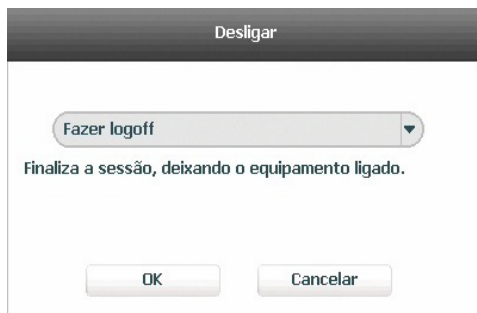 Desligar
Fazer logoff
Finaliza a sessão, deixando o equipamento ligado.
OK
Cancelar